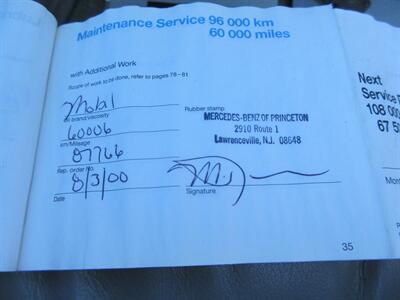 Maintenance Service 96 000 km
60 000 miles
with Additional Work
Scope of work to be done, refer to pages 78–81
Mobil
Oil brand/viscosity
60006
km/Mileage
87766
Rep. order No.
8/3/00
Date
Rubber stamp
MERCEDES-BENZ OF PRINCETON
2910 Route 1
Lawrenceville, N.J. 08648
Signature
35
Next
Service
108 00
67 5